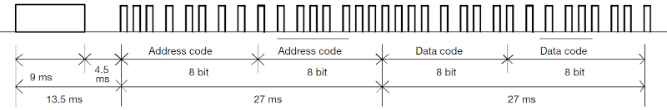 Address code Address code Data code Data code
9 ms 4.5 ms 8 bit 8 bit 8 bit 8 bit
13.5 ms 27 ms 27 ms